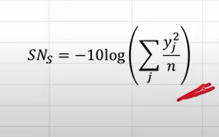 SN_S = −10log(∑_j y_j^2/n)